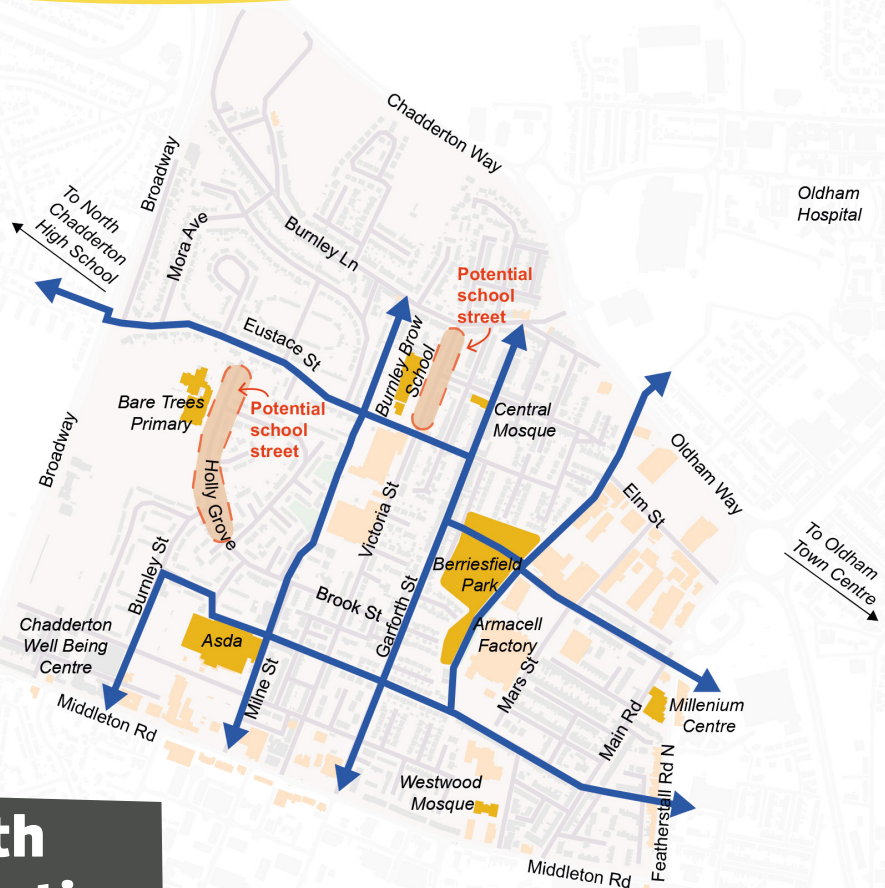 Chadderton Way
Broadway
To North
Chadderton
High School
Oldham
Hospital
Mora Ave
Burnley Ln
Potential
school
street
Eustace St
Burnley Brow
School
Bare Trees
Primary
Potential
school
street
Central
Mosque
Broadway
Holly Grove
Oldham Way
Elm St
Victoria St
To Oldham
Town Centre
Burnley St
Berriesfield
Park
Brook St
Garforth St
Armacell
Factory
Chadderton
Well Being
Centre
Asda
Milne St
Mars St
Middleton Rd
Main Rd
Millenium
Centre
Westwood
Mosque
Featherstall Rd N
Middleton Rd
th